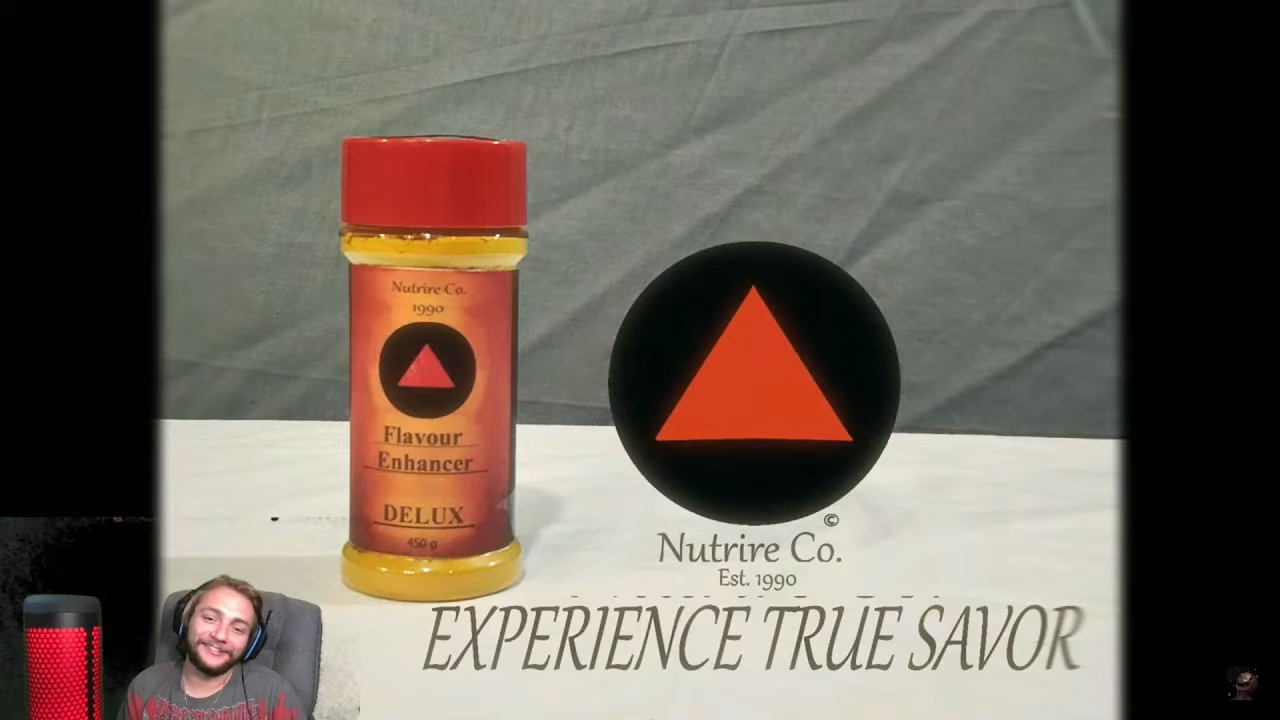 Nutrire Co.
1990
Flavour
Enhancer
DELUX
450 g
©
Nutrire Co.
Est. 1990
EXPERIENCE TRUE SAVOR